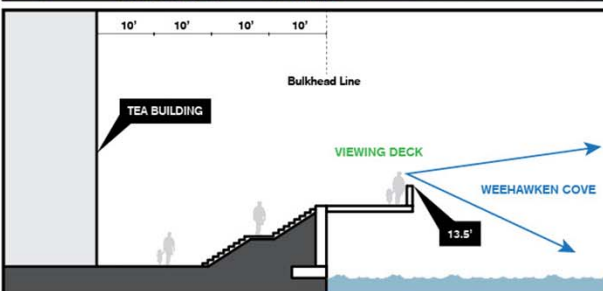 10' 10' 10' 10'
Bulkhead Line
TEA BUILDING
VIEWING DECK
WEEHAWKEN COVE
13.5'